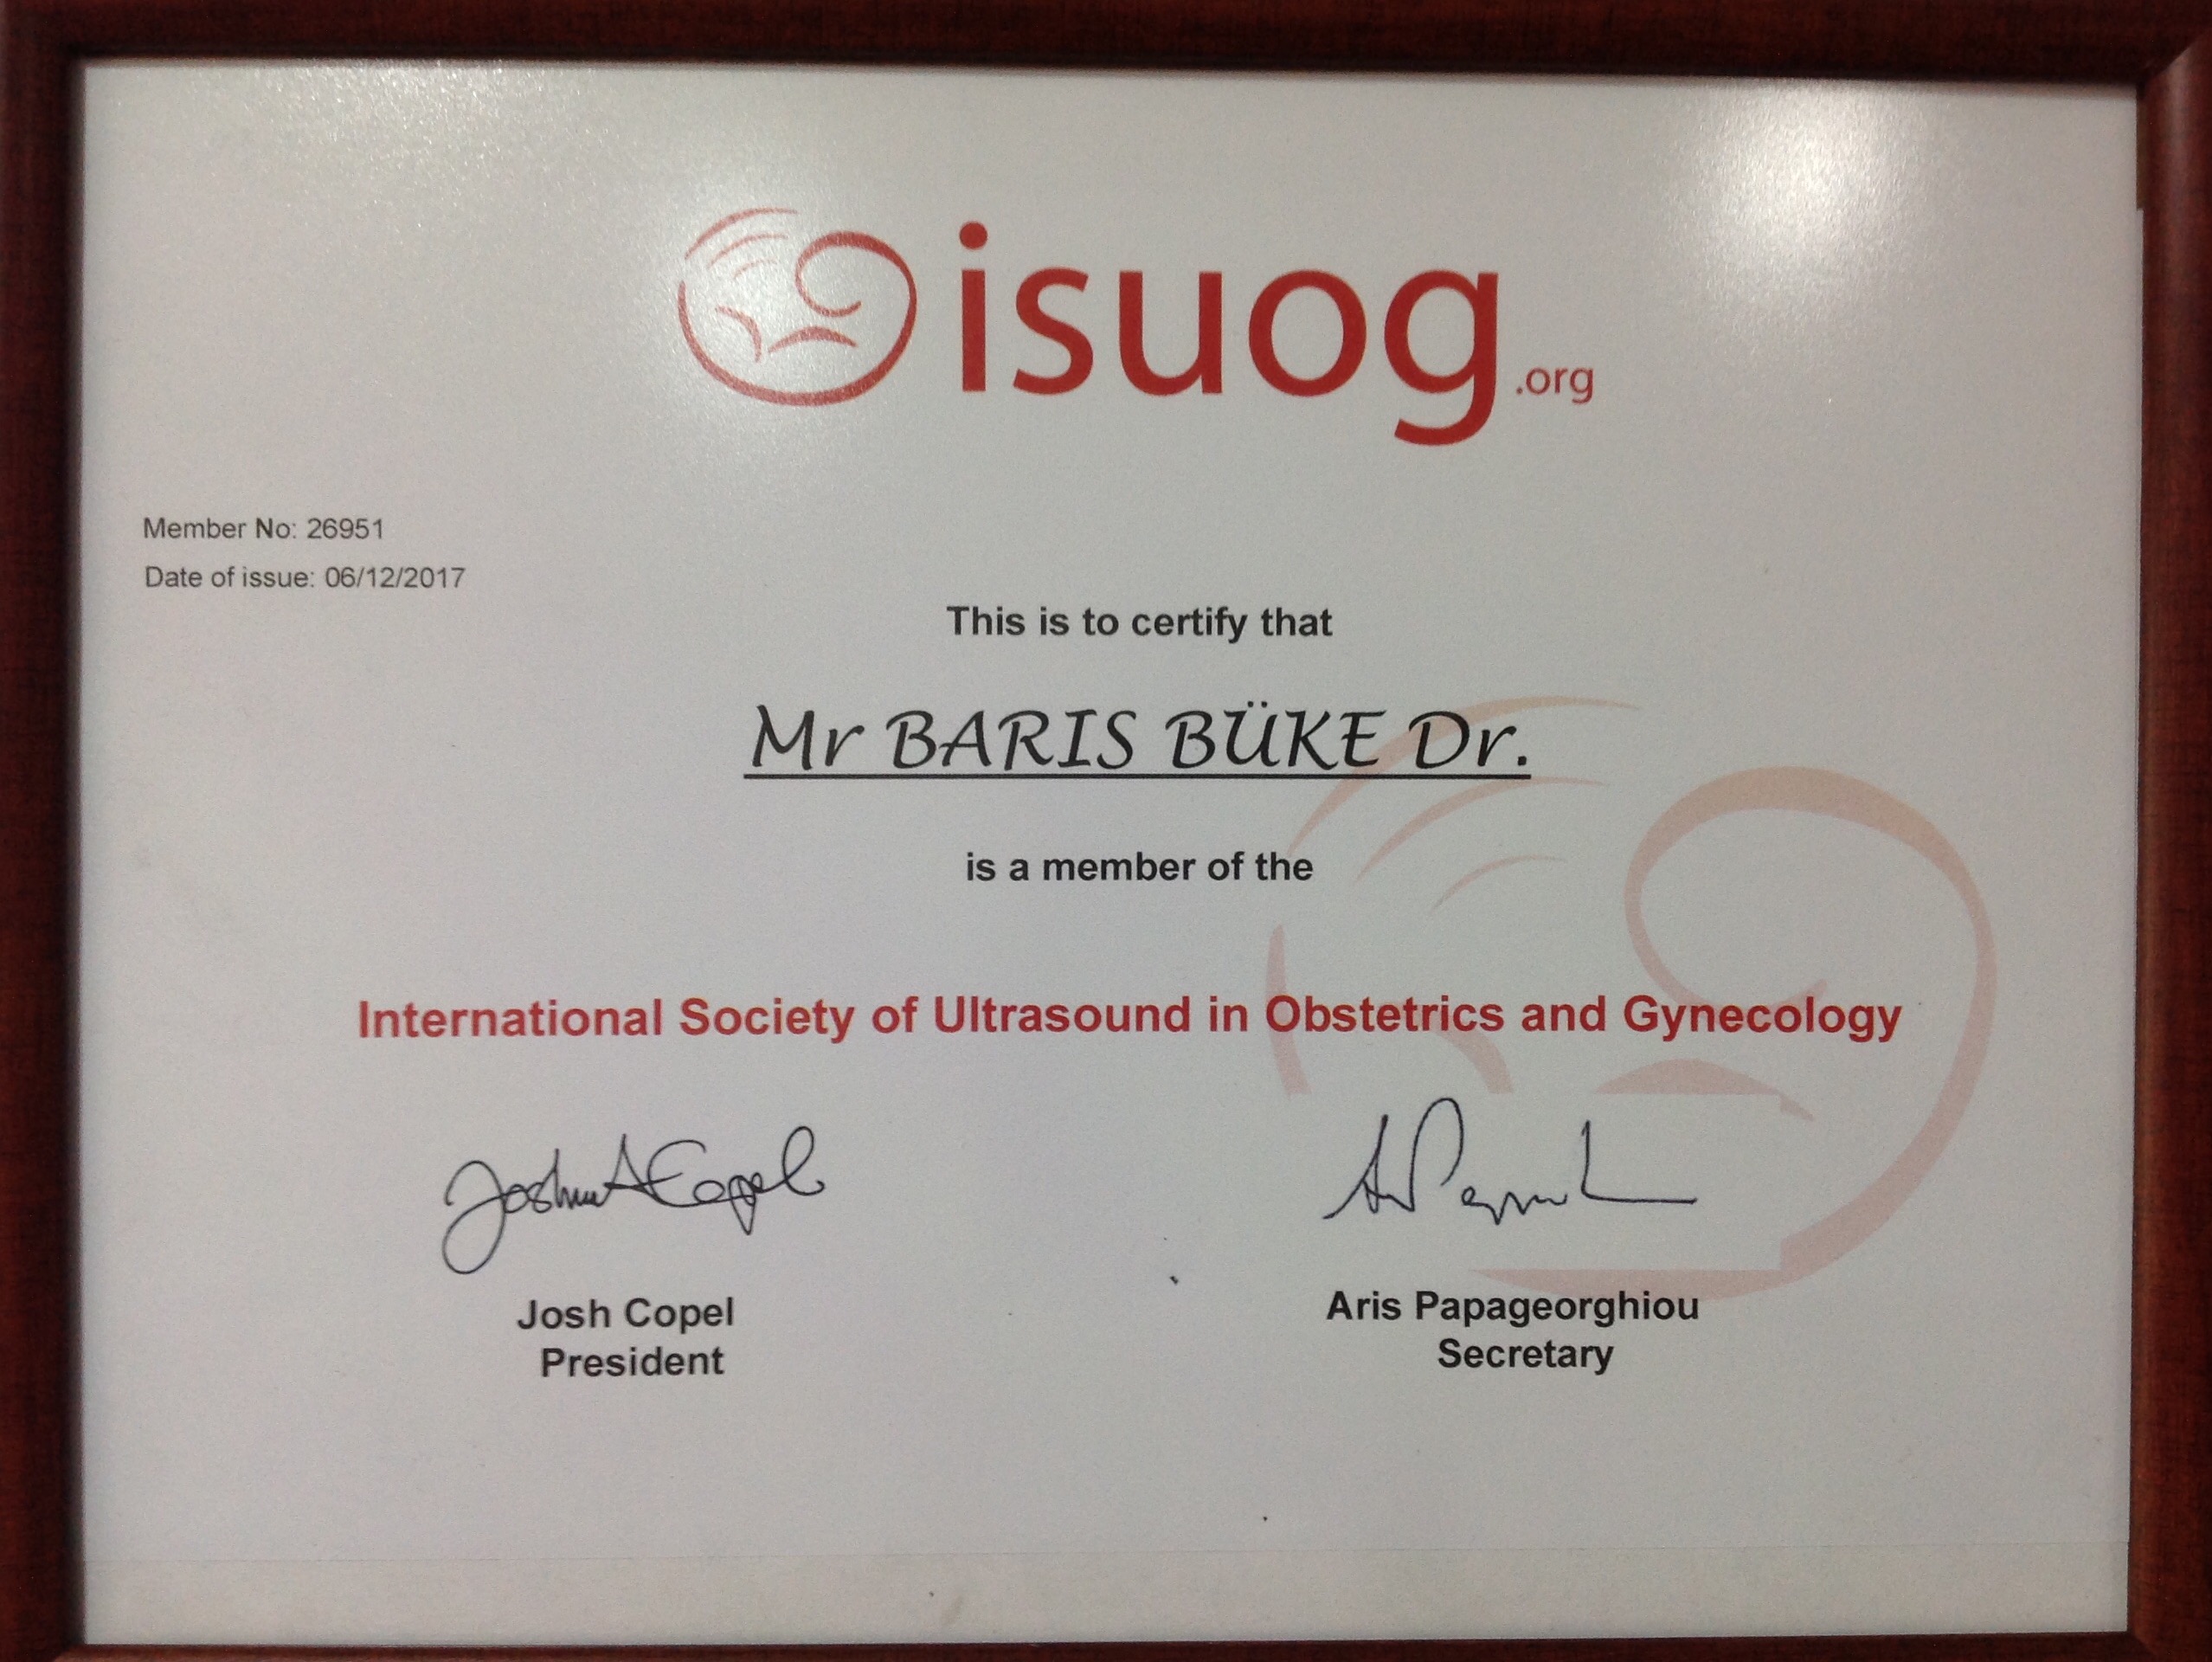 isuog.org
Member No: 26951
Date of issue: 06/12/2017
This is to certify that
Mr BARIS BÜKE Dr.
is a member of the
International Society of Ultrasound in Obstetrics and Gynecology
Joshua A Copel
Josh Copel
President
Aris Papageorghiou
Secretary